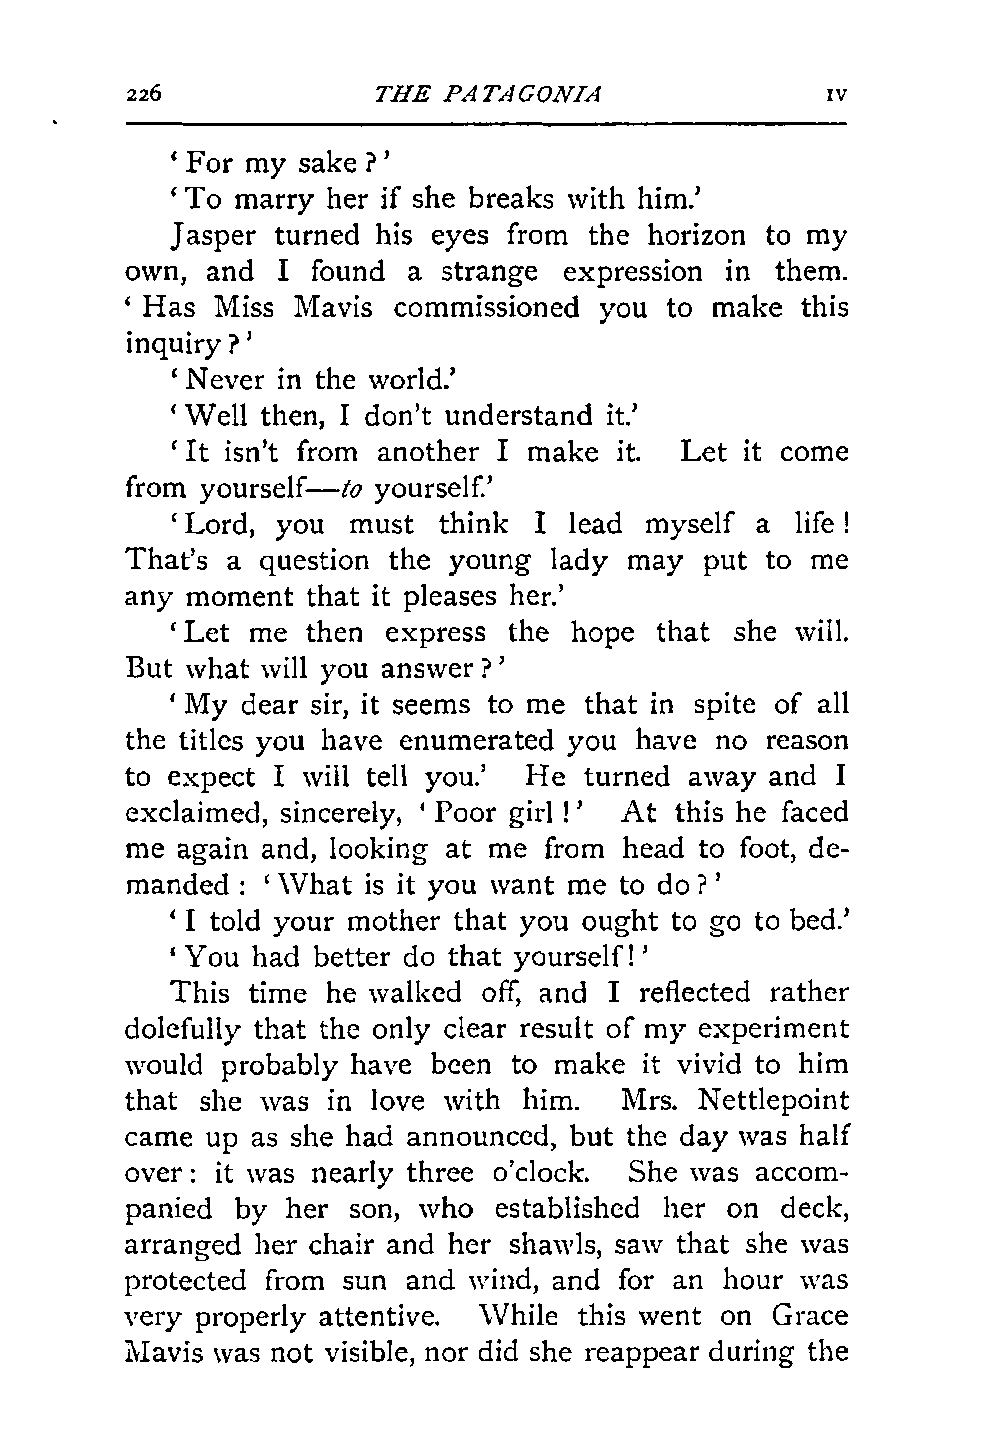 226 THE PATAGONIA IV
‘For my sake?’
‘To marry her if she breaks with him.’
Jasper turned his eyes from the horizon to my
own, and I found a strange expression in them.
‘Has Miss Mavis commissioned you to make this
inquiry?’
‘Never in the world.’
‘Well then, I don't understand it.’
‘It isn't from another I make it. Let it come
from yourself—to yourself.’
‘Lord, you must think I lead myself a life!
That's a question the young lady may put to me
any moment that it pleases her.’
‘Let me then express the hope that she will.
But what will you answer?’
‘My dear sir, it seems to me that in spite of all
the titles you have enumerated you have no reason
to expect I will tell you.’ He turned away and I
exclaimed, sincerely, ‘Poor girl!’ At this he faced
me again and, looking at me from head to foot, de-
manded: ‘What is it you want me to do?’
‘I told your mother that you ought to go to bed.’
‘You had better do that yourself!’
This time he walked off, and I reflected rather
dolefully that the only clear result of my experiment
would probably have been to make it vivid to him
that she was in love with him. Mrs. Nettlepoint
came up as she had announced, but the day was half
over: it was nearly three o'clock. She was accom-
panied by her son, who established her on deck,
arranged her chair and her shawls, saw that she was
protected from sun and wind, and for an hour was
very properly attentive. While this went on Grace
Mavis was not visible, nor did she reappear during the